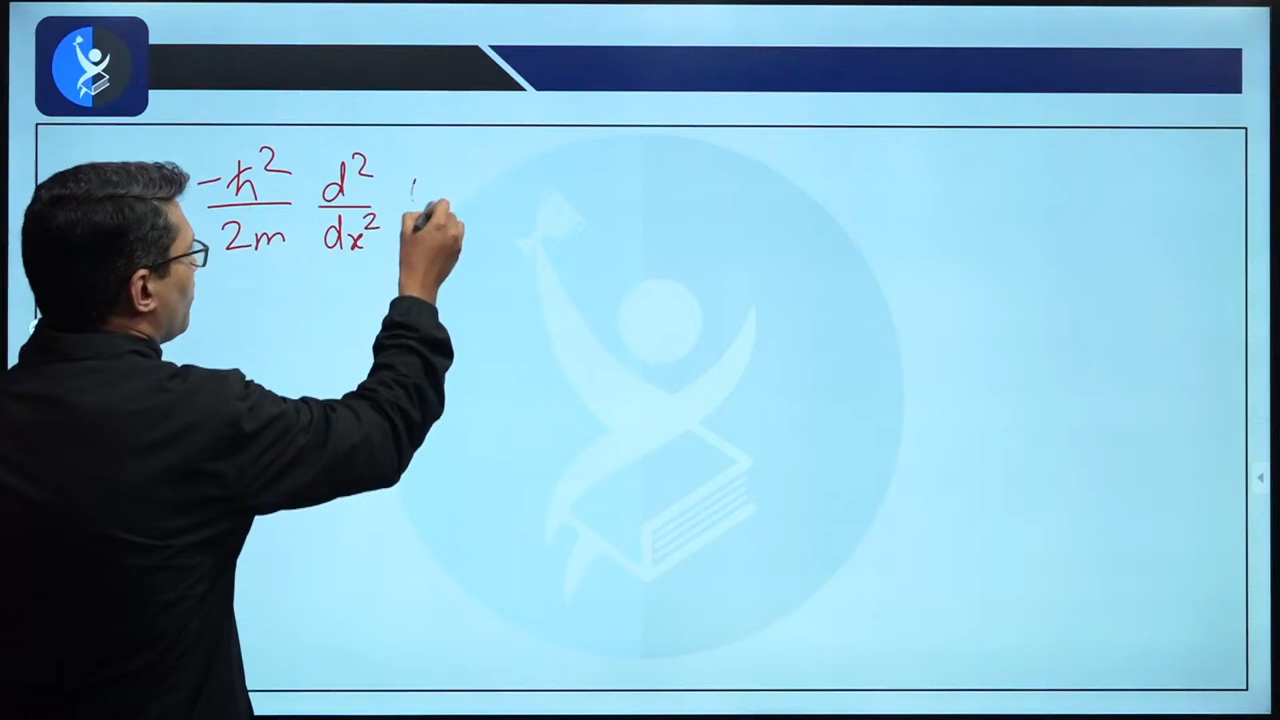 -ħ² d²
2m dx²